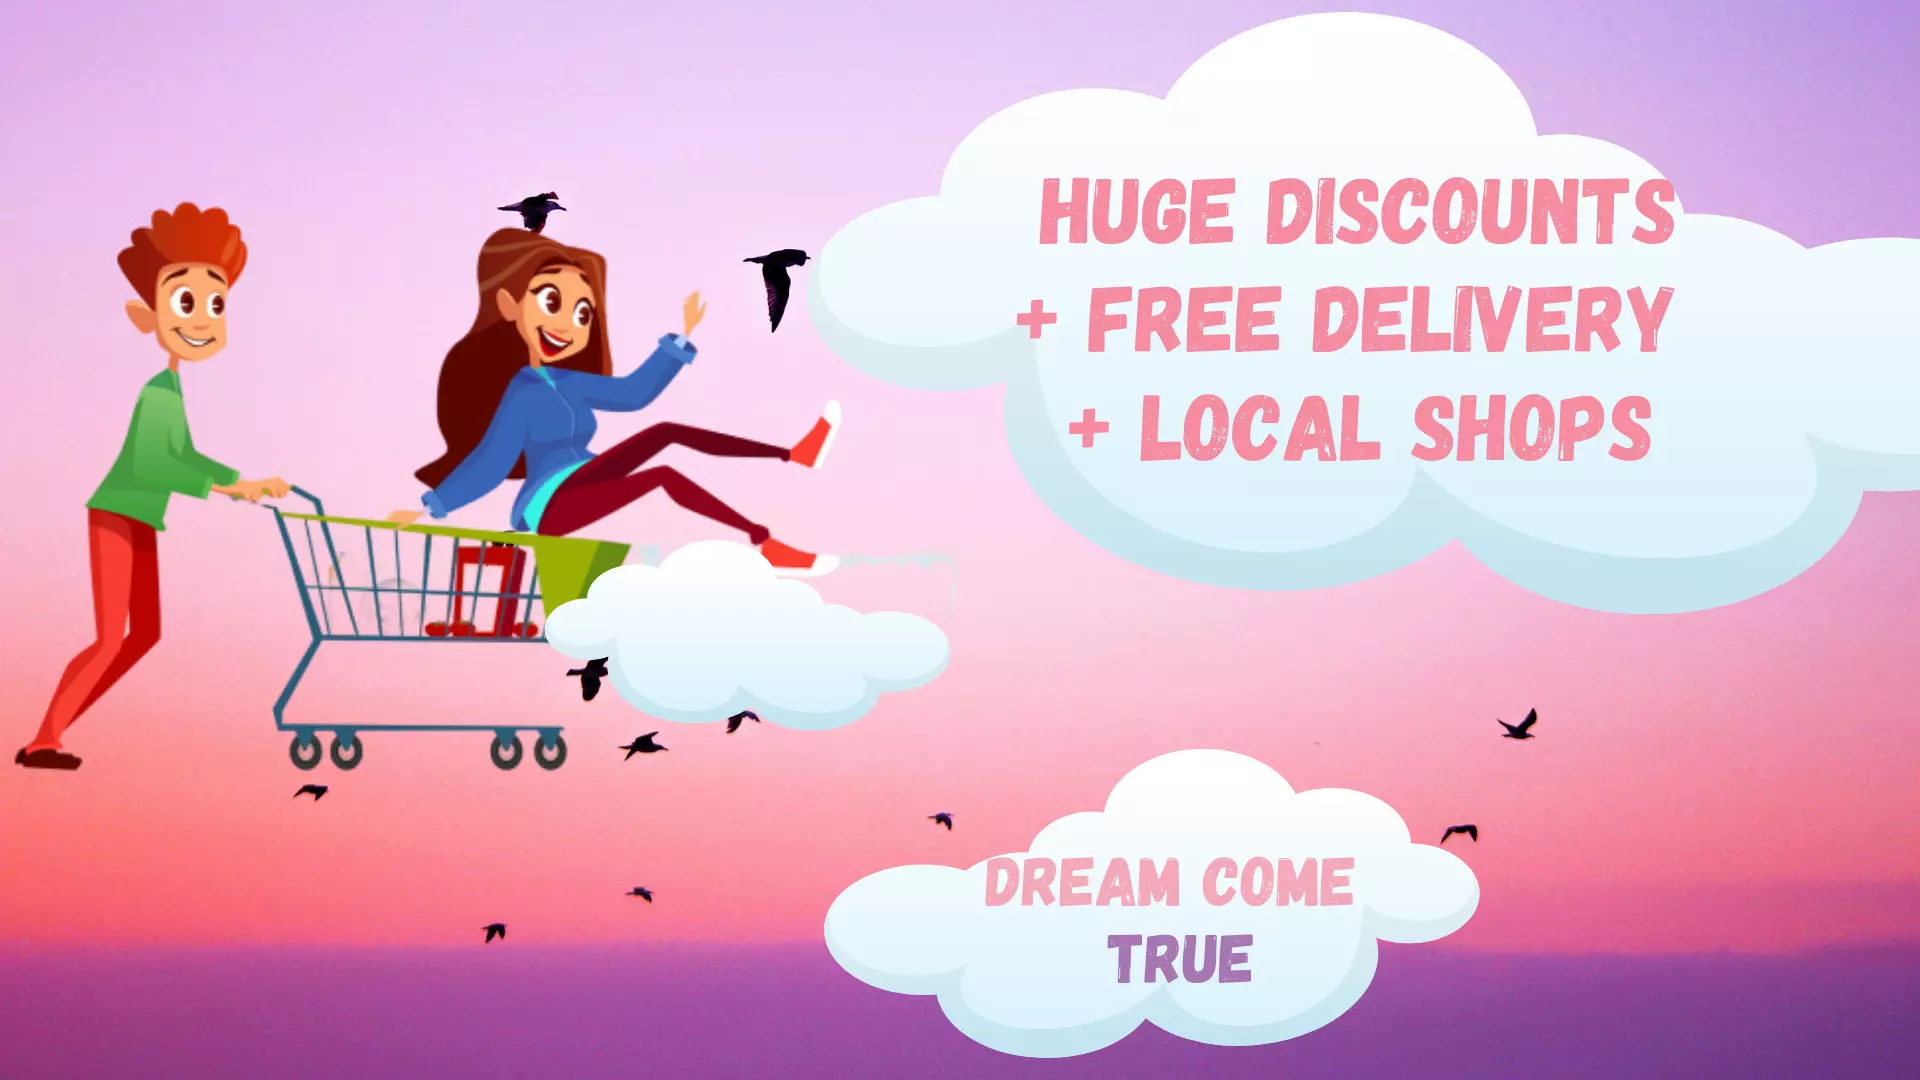 HUGE DISCOUNTS
+ FREE DELIVERY
+ LOCAL SHOPS
DREAM COME
TRUE